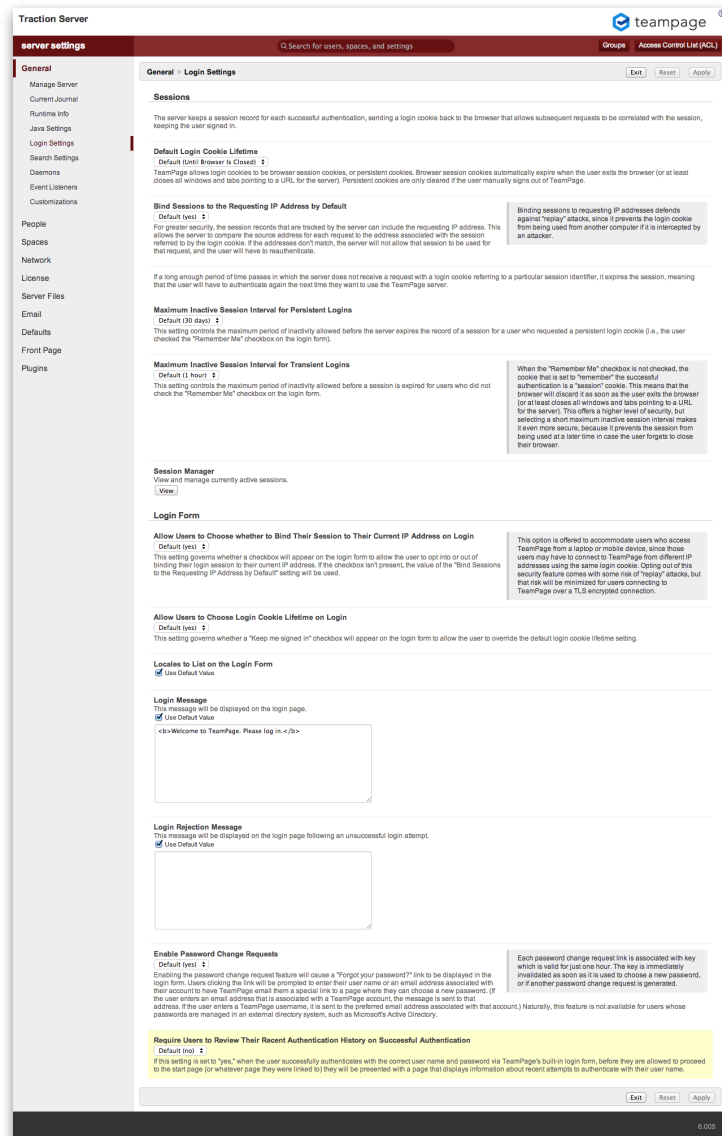 Traction Server
teampage
server settings
Search for users, spaces, and settings
Groups
Access Control List (ACL)
General
Manage Server
Current Journal
Runtime Info
Java Settings
Login Settings
Search Settings
Daemons
Event Listeners
Customizations
People
Spaces
Network
License
Server Files
Email
Defaults
Front Page
Plugins
General > Login Settings
Exit Reset Apply
Sessions
The server keeps a session record for each successful authentication, sending a login cookie back to the browser that allows subsequent requests to be correlated with the session,
keeping the user signed in.
Default Login Cookie Lifetime
Default (Until Browser Is Closed)
TeamPage allows login cookies to be browser session cookies, or persistent cookies. Browser session cookies automatically expire when the user exits the browser (or at least
closes all windows and tabs pointing to a URL for the server). Persistent cookies are only cleared if the user manually signs out of TeamPage.
Bind Sessions to the Requesting IP Address by Default
Default (yes)
For greater security, the session records that are tracked by the server can include the requesting IP address. This
allows the server to compare the source address for each request to the address associated with the session
referred to by the login cookie. If the addresses don't match, the server will not allow that session to be used for
that request, and the user will have to reauthenticate.
Binding sessions to requesting IP addresses defends
against "replay" attacks, since it prevents the login cookie
from being used from another computer if it is intercepted by
an attacker.
If a long enough period of time passes in which the server does not receive a request with a login cookie referring to a particular session identifier, it expires the session, meaning
that the user will have to authenticate again the next time they want to use the TeamPage server.
Maximum Inactive Session Interval for Persistent Logins
Default (30 days)
This setting controls the maximum period of inactivity allowed before the server expires the record of a session for a user who requested a persistent login cookie (i.e., the user
checked the "Remember Me" checkbox on the login form).
Maximum Inactive Session Interval for Transient Logins
Default (1 hour)
This setting controls the maximum period of inactivity allowed before a session is expired for users who did not
check the "Remember Me" checkbox on the login form.
When the "Remember Me" checkbox is not checked, the
cookie that is set to "remember" the successful
authentication is a "session" cookie. This means that the
browser will discard it as soon as the user exits the browser
(or at least closes all windows and tabs pointing to a URL
for the server). This offers a higher level of security, but
selecting a short maximum inactive session interval makes
it even more secure, because it prevents the session from
being used at a later time in case the user forgets to close
their browser.
Session Manager
View and manage currently active sessions.
View
Login Form
Allow Users to Choose whether to Bind Their Session to Their Current IP Address on Login
Default (yes)
This setting governs whether a checkbox will appear on the login form to allow the user to opt into or out of
binding their login session to their current IP address. If the checkbox isn't present, the value of the "Bind Sessions
to the Requesting IP Address by Default" setting will be used.
This option is offered to accommodate users who access
TeamPage from a laptop or mobile device, since those
users may have to connect to TeamPage from different IP
addresses using the same login cookie. Opting out of this
security feature comes with some risk of "replay" attacks, but
that risk will be minimized for users connecting to
TeamPage over a TLS encrypted connection.
Allow Users to Choose Login Cookie Lifetime on Login
Default (yes)
This setting governs whether a "Keep me signed in" checkbox will appear on the login form to allow the user to override the default login cookie lifetime setting.
Locales to List on the Login Form
Use Default Value
Login Message
This message will be displayed on the login page.
Use Default Value
<b>Welcome to TeamPage. Please log in.</b>
Login Rejection Message
This message will be displayed on the login page following an unsuccessful login attempt.
Use Default Value
Enable Password Change Requests
Default (yes)
Enabling the password change request feature will cause a "Forgot your password?" link to be displayed in the
login form. Users clicking the link will be prompted to enter their user name or an email address associated with
their account to have TeamPage email them a special link to a page where they can choose a new password. (If
the user enters an email address that is associated with a TeamPage account, the message is sent to that
address. If the user enters a TeamPage username, it is sent to the preferred email address associated with that account.) Naturally, this feature is not available for users whose
passwords are managed in an external directory system, such as Microsoft's Active Directory.
Each password change request link is associated with key
which is valid for just one hour. The key is immediately
invalidated as soon as it is used to choose a new password,
or if another password change request is generated.
Require Users to Review Their Recent Authentication History on Successful Authentication
Default (no)
If this setting is set to "yes," when the user successfully authenticates with the correct user name and password via TeamPage's built-in login form, before they are allowed to proceed
to the start page (or whatever page they were linked to) they will be presented with a page that displays information about recent attempts to authenticate with their user name.
Exit Reset Apply
6.005